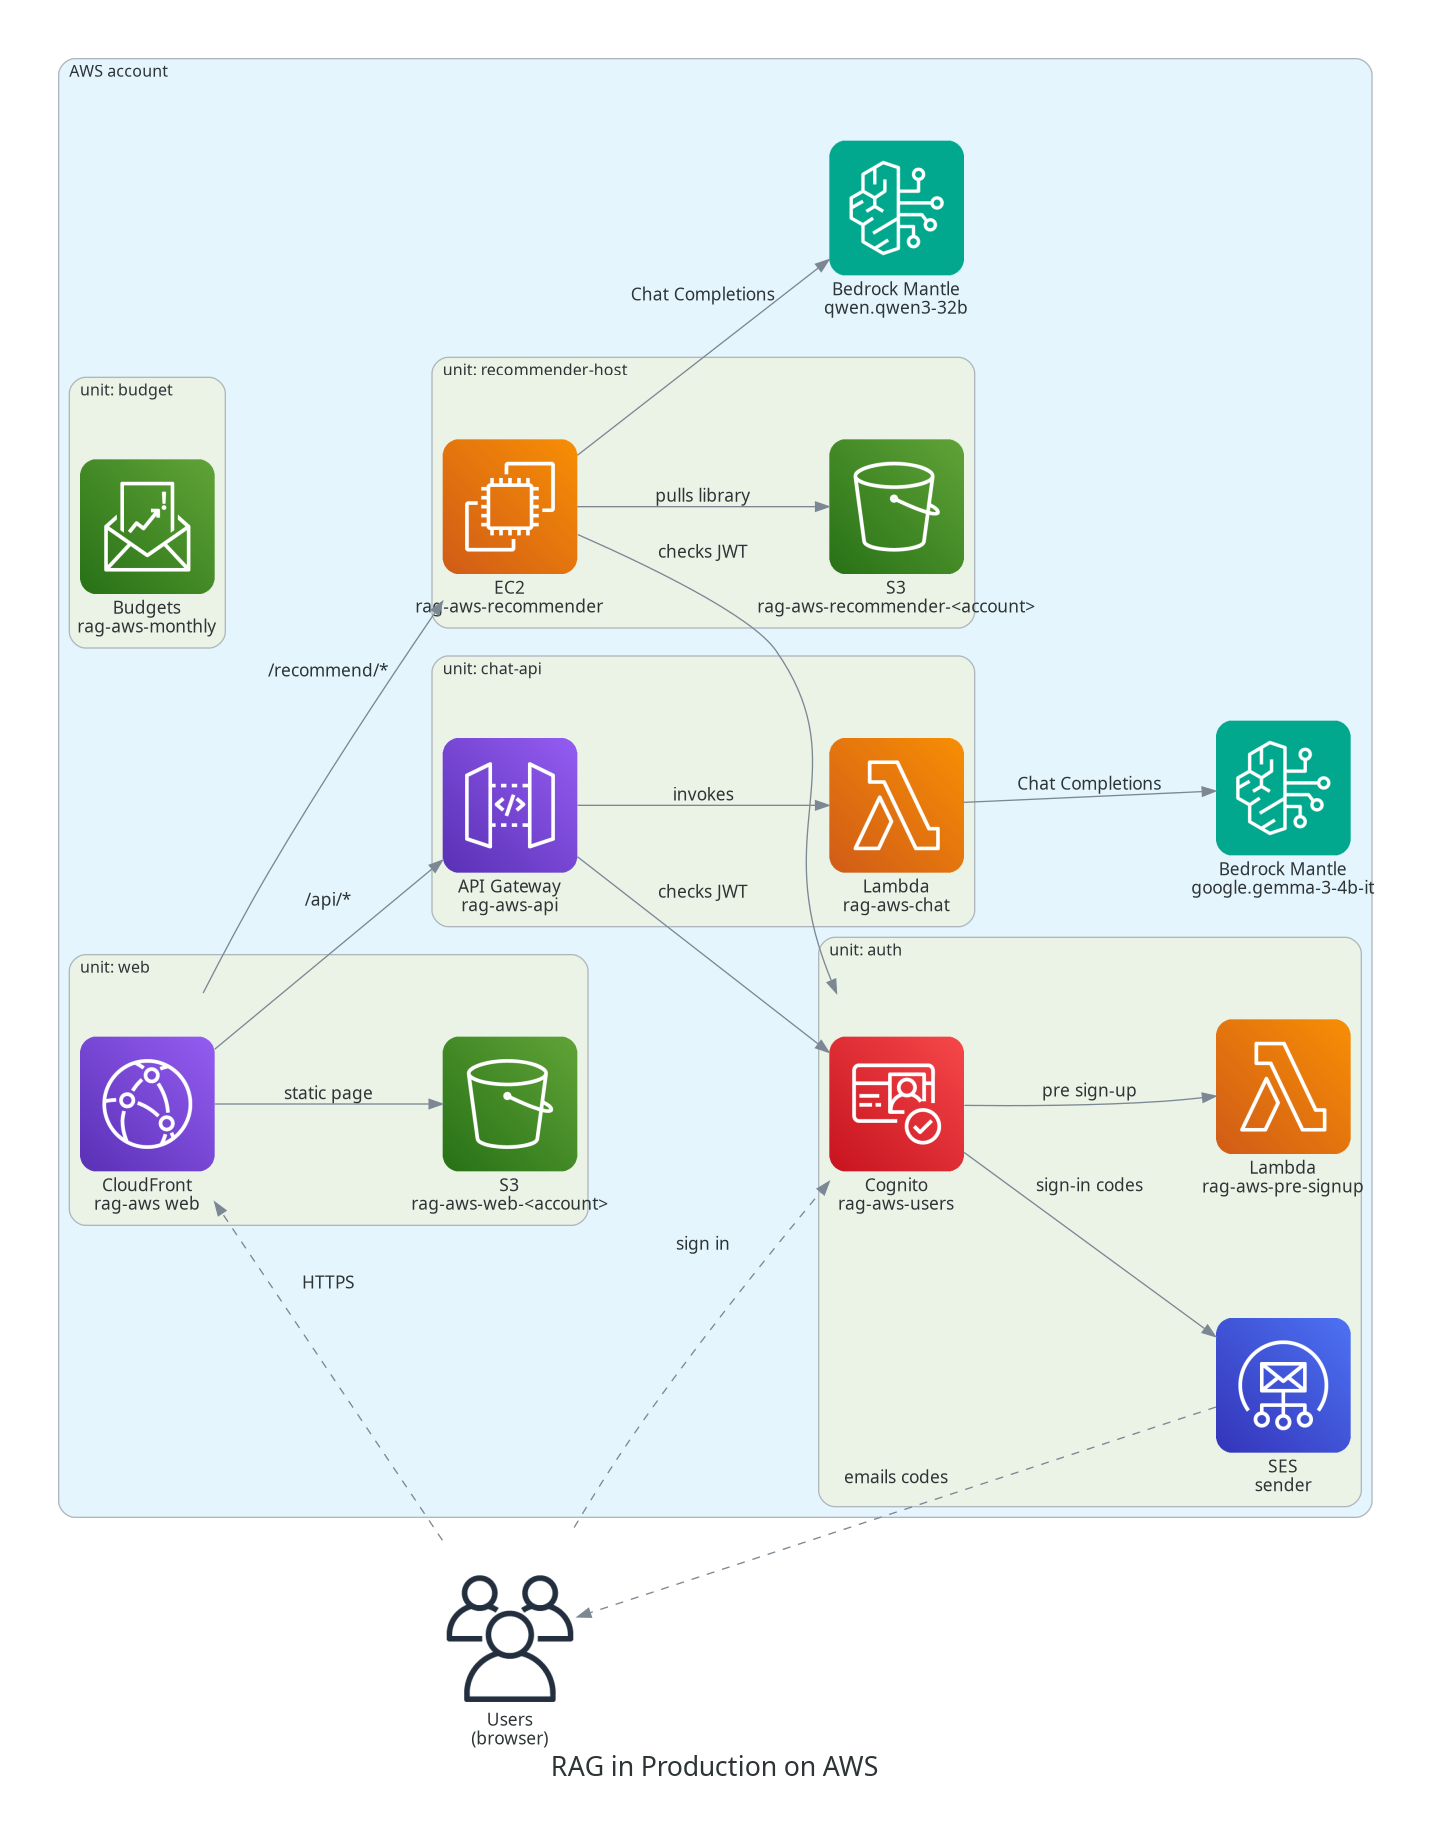 AWS account
Bedrock Mantle
qwen.qwen3-32b
Chat Completions
unit: recommender-host
unit: budget
pulls library
checks JWT
EC2
rag-aws-recommender
S3
rag-aws-recommender-<account>
Budgets
rag-aws-monthly
/recommend/*
unit: chat-api
invokes
Chat Completions
Bedrock Mantle
google.gemma-3-4b-it
API Gateway
rag-aws-api
checks JWT
Lambda
rag-aws-chat
/api/*
unit: web
unit: auth
static page
pre sign-up
CloudFront
rag-aws web
S3
rag-aws-web-<account>
Cognito
rag-aws-users
Lambda
rag-aws-pre-signup
sign-in codes
sign in
HTTPS
emails codes
SES
sender
Users
(browser)
RAG in Production on AWS